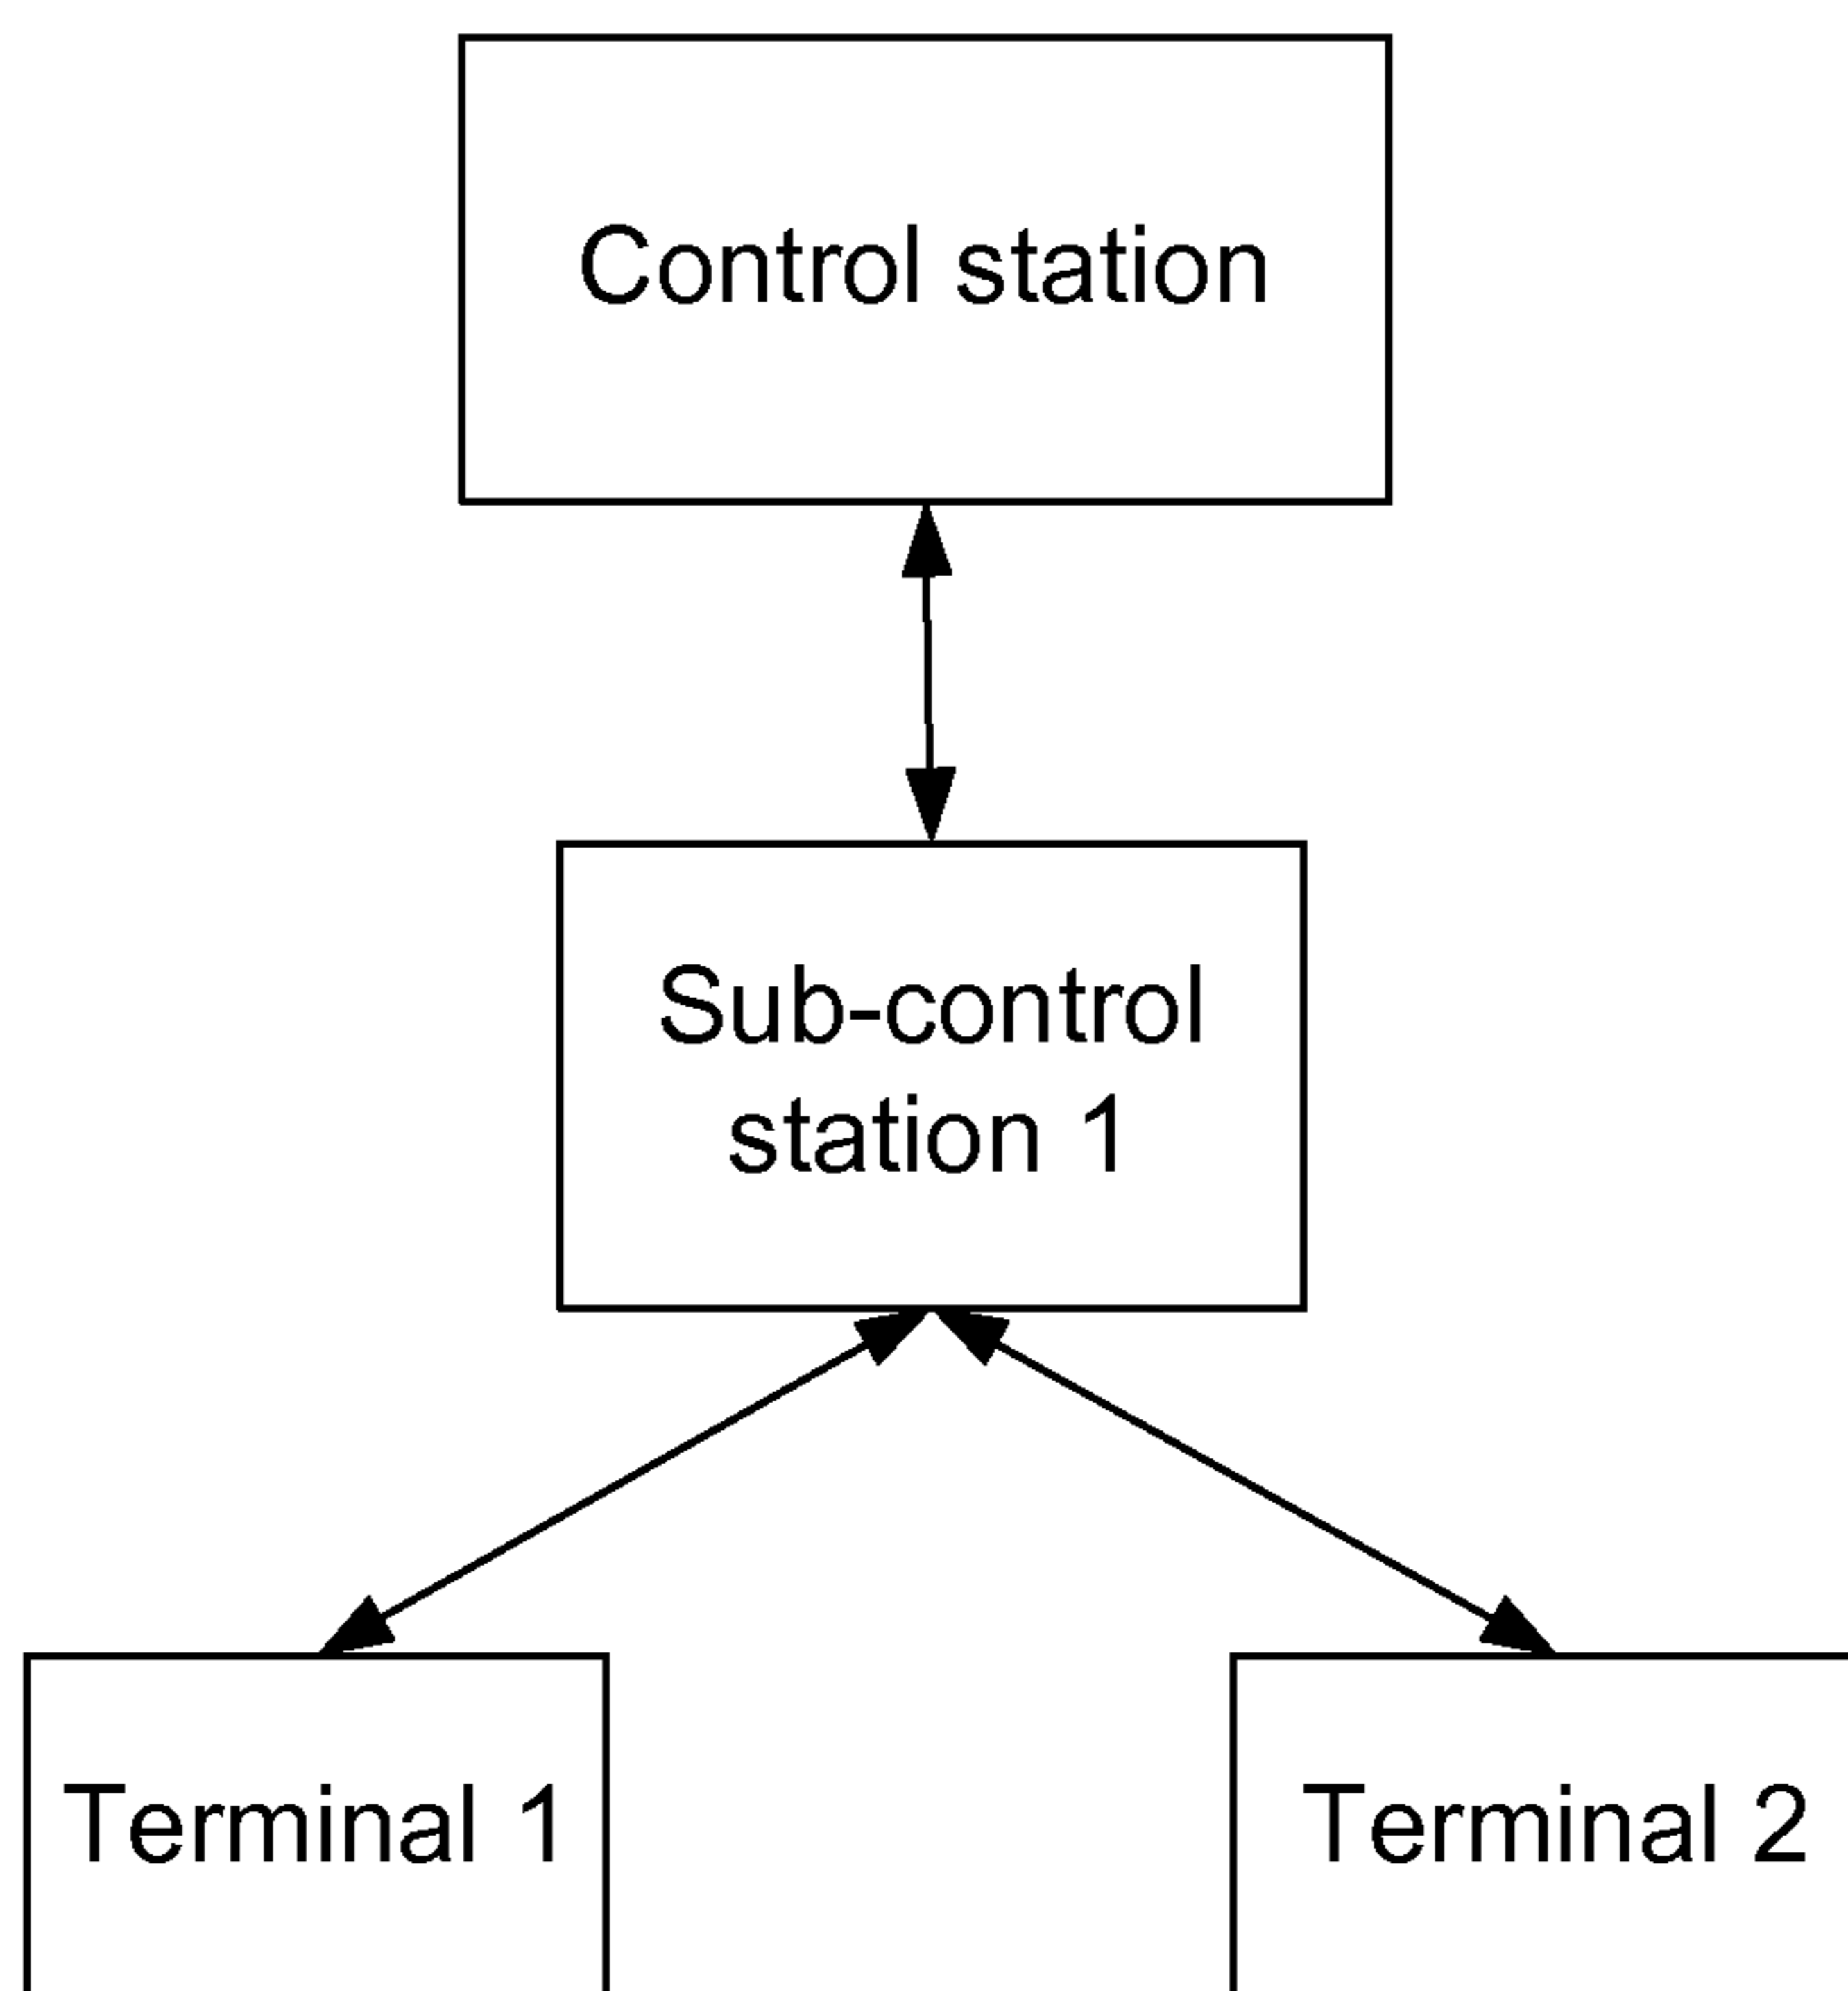 Control station
Sub-control
station 1
Terminal 1
Terminal 2